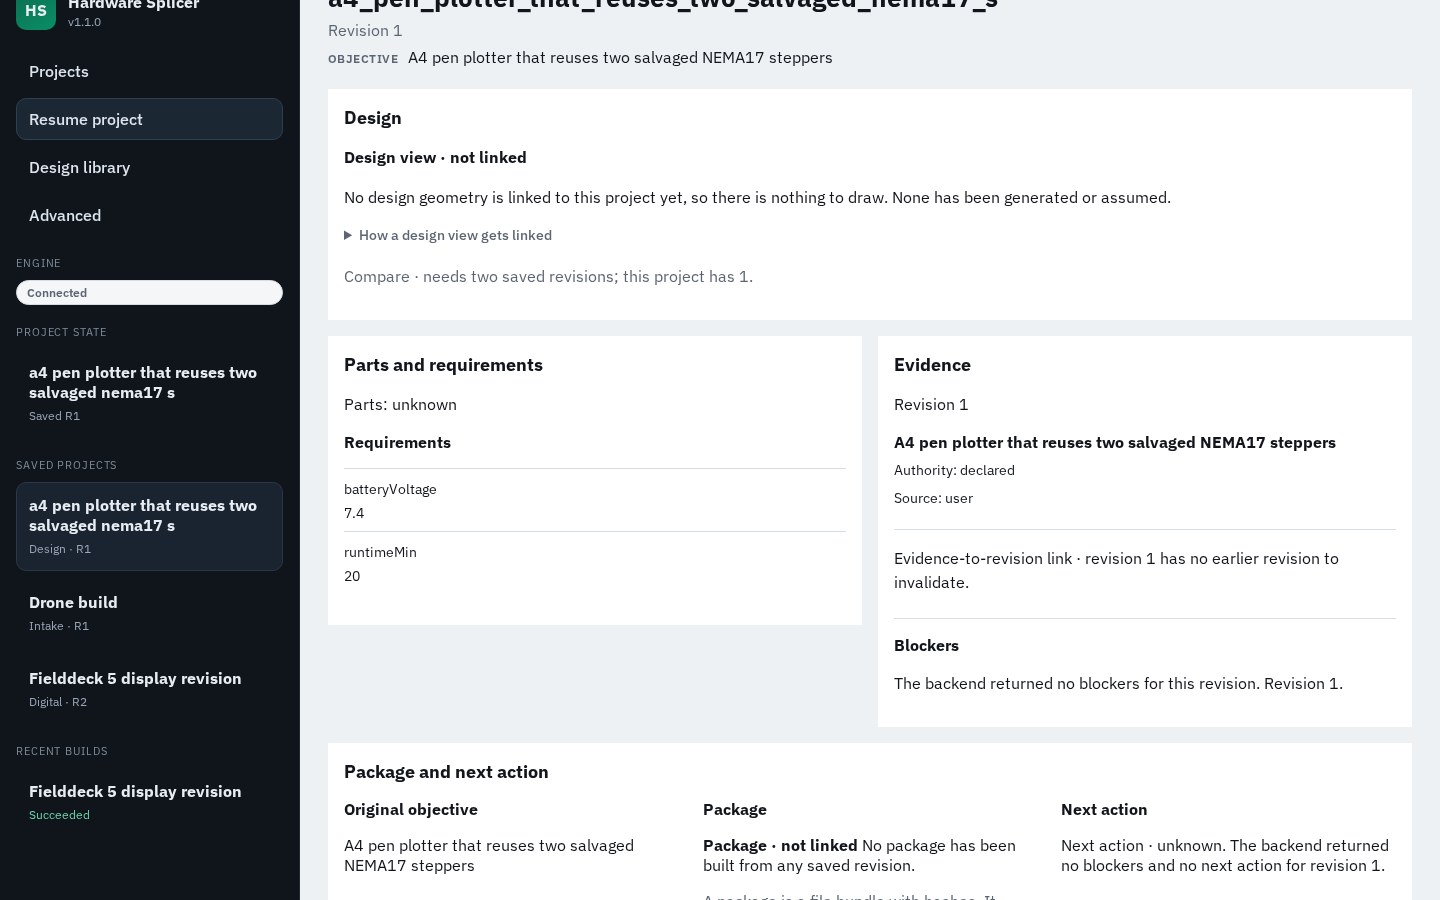 HS
Hardware Splicer
v1.1.0
Projects
Resume project
Design library
Advanced
ENGINE
Connected
PROJECT STATE
a4 pen plotter that reuses two
salvaged nema17 s
Saved R1
SAVED PROJECTS
a4 pen plotter that reuses two
salvaged nema17 s
Design · R1
Drone build
Intake · R1
Fielddeck 5 display revision
Digital · R2
RECENT BUILDS
Fielddeck 5 display revision
Succeeded
a4_pen_plotter_that_reuses_two_salvaged_nema17_s
Revision 1
OBJECTIVE A4 pen plotter that reuses two salvaged NEMA17 steppers
Design
Design view · not linked
No design geometry is linked to this project yet, so there is nothing to draw. None has been generated or assumed.
▶ How a design view gets linked
Compare · needs two saved revisions; this project has 1.
Parts and requirements
Parts: unknown
Requirements
batteryVoltage
7.4
runtimeMin
20
Evidence
Revision 1
A4 pen plotter that reuses two salvaged NEMA17 steppers
Authority: declared
Source: user
Evidence-to-revision link · revision 1 has no earlier revision to
invalidate.
Blockers
The backend returned no blockers for this revision. Revision 1.
Package and next action
Original objective
A4 pen plotter that reuses two salvaged
NEMA17 steppers
Package
Package · not linked No package has been
built from any saved revision.
A package is a file bundle with hashes. It
Next action
Next action · unknown. The backend returned
no blockers and no next action for revision 1.